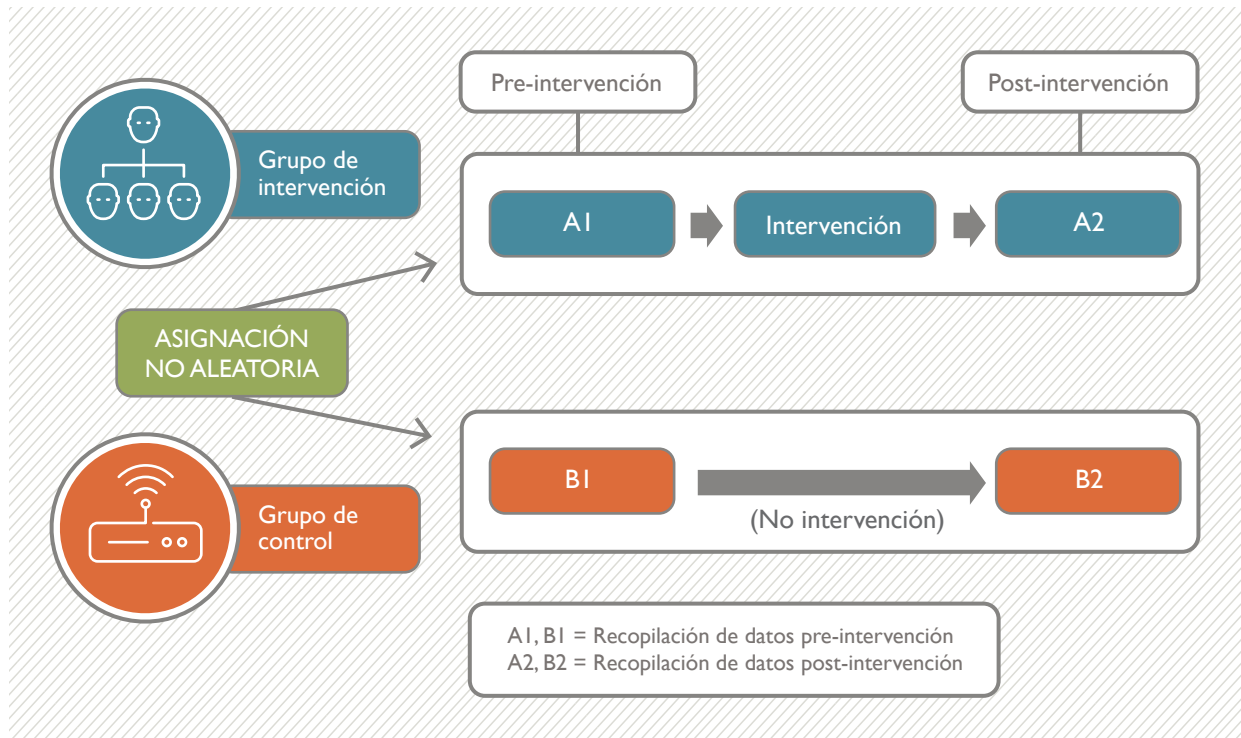 Pre-intervención
Post-intervención
Grupo de
intervención
A1
Intervención
A2
ASIGNACIÓN
NO ALEATORIA
Grupo de
control
B1
(No intervención)
B2
A1, B1 = Recopilación de datos pre-intervención
A2, B2 = Recopilación de datos post-intervención